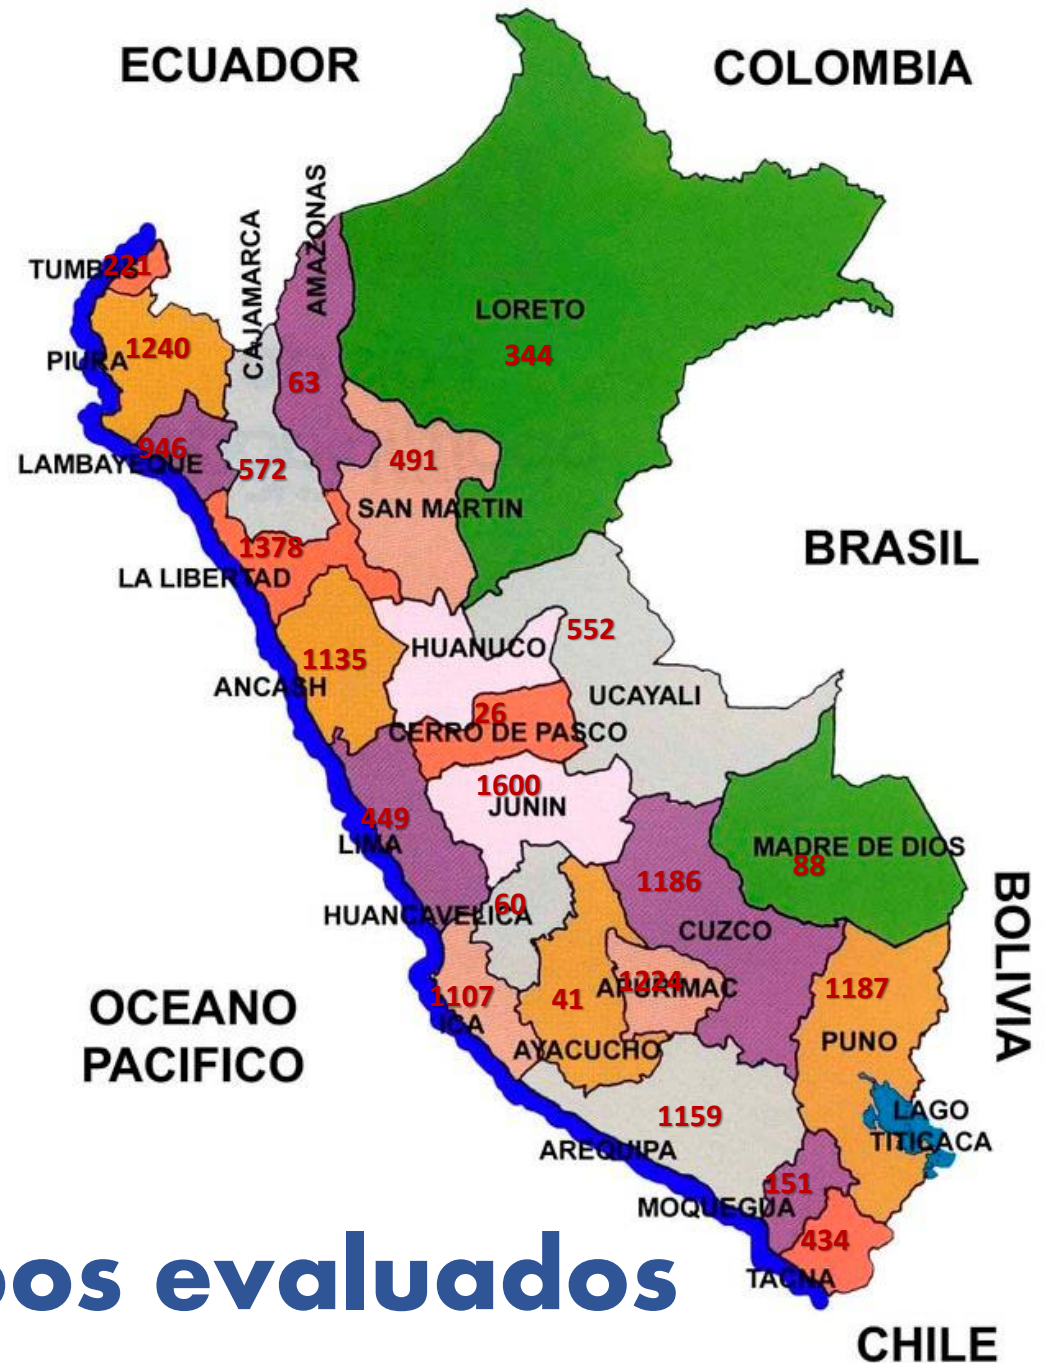 ECUADOR
COLOMBIA
AMAZONAS
CAJAMARCA
TUMBES
221
LORETO
1240
PIURA
344
63
946
LAMBAYEQUE
572
491
SAN MARTIN
1378
LA LIBERTAD
BRASIL
552
HUANUCO
1135
ANCASH
UCAYALI
26
CERRO DE PASCO
1600
JUNIN
449
LIMA
MADRE DE DIOS
88
1186
60
HUANCAVELICA
CUZCO
BOLIVIA
1224
APURIMAC
1187
1107
41
ICA
OCEANO
PACIFICO
AYACUCHO
PUNO
1159
LAGO
TITICACA
AREQUIPA
151
MOQUEGUA
434
TACNA
os evaluados
CHILE